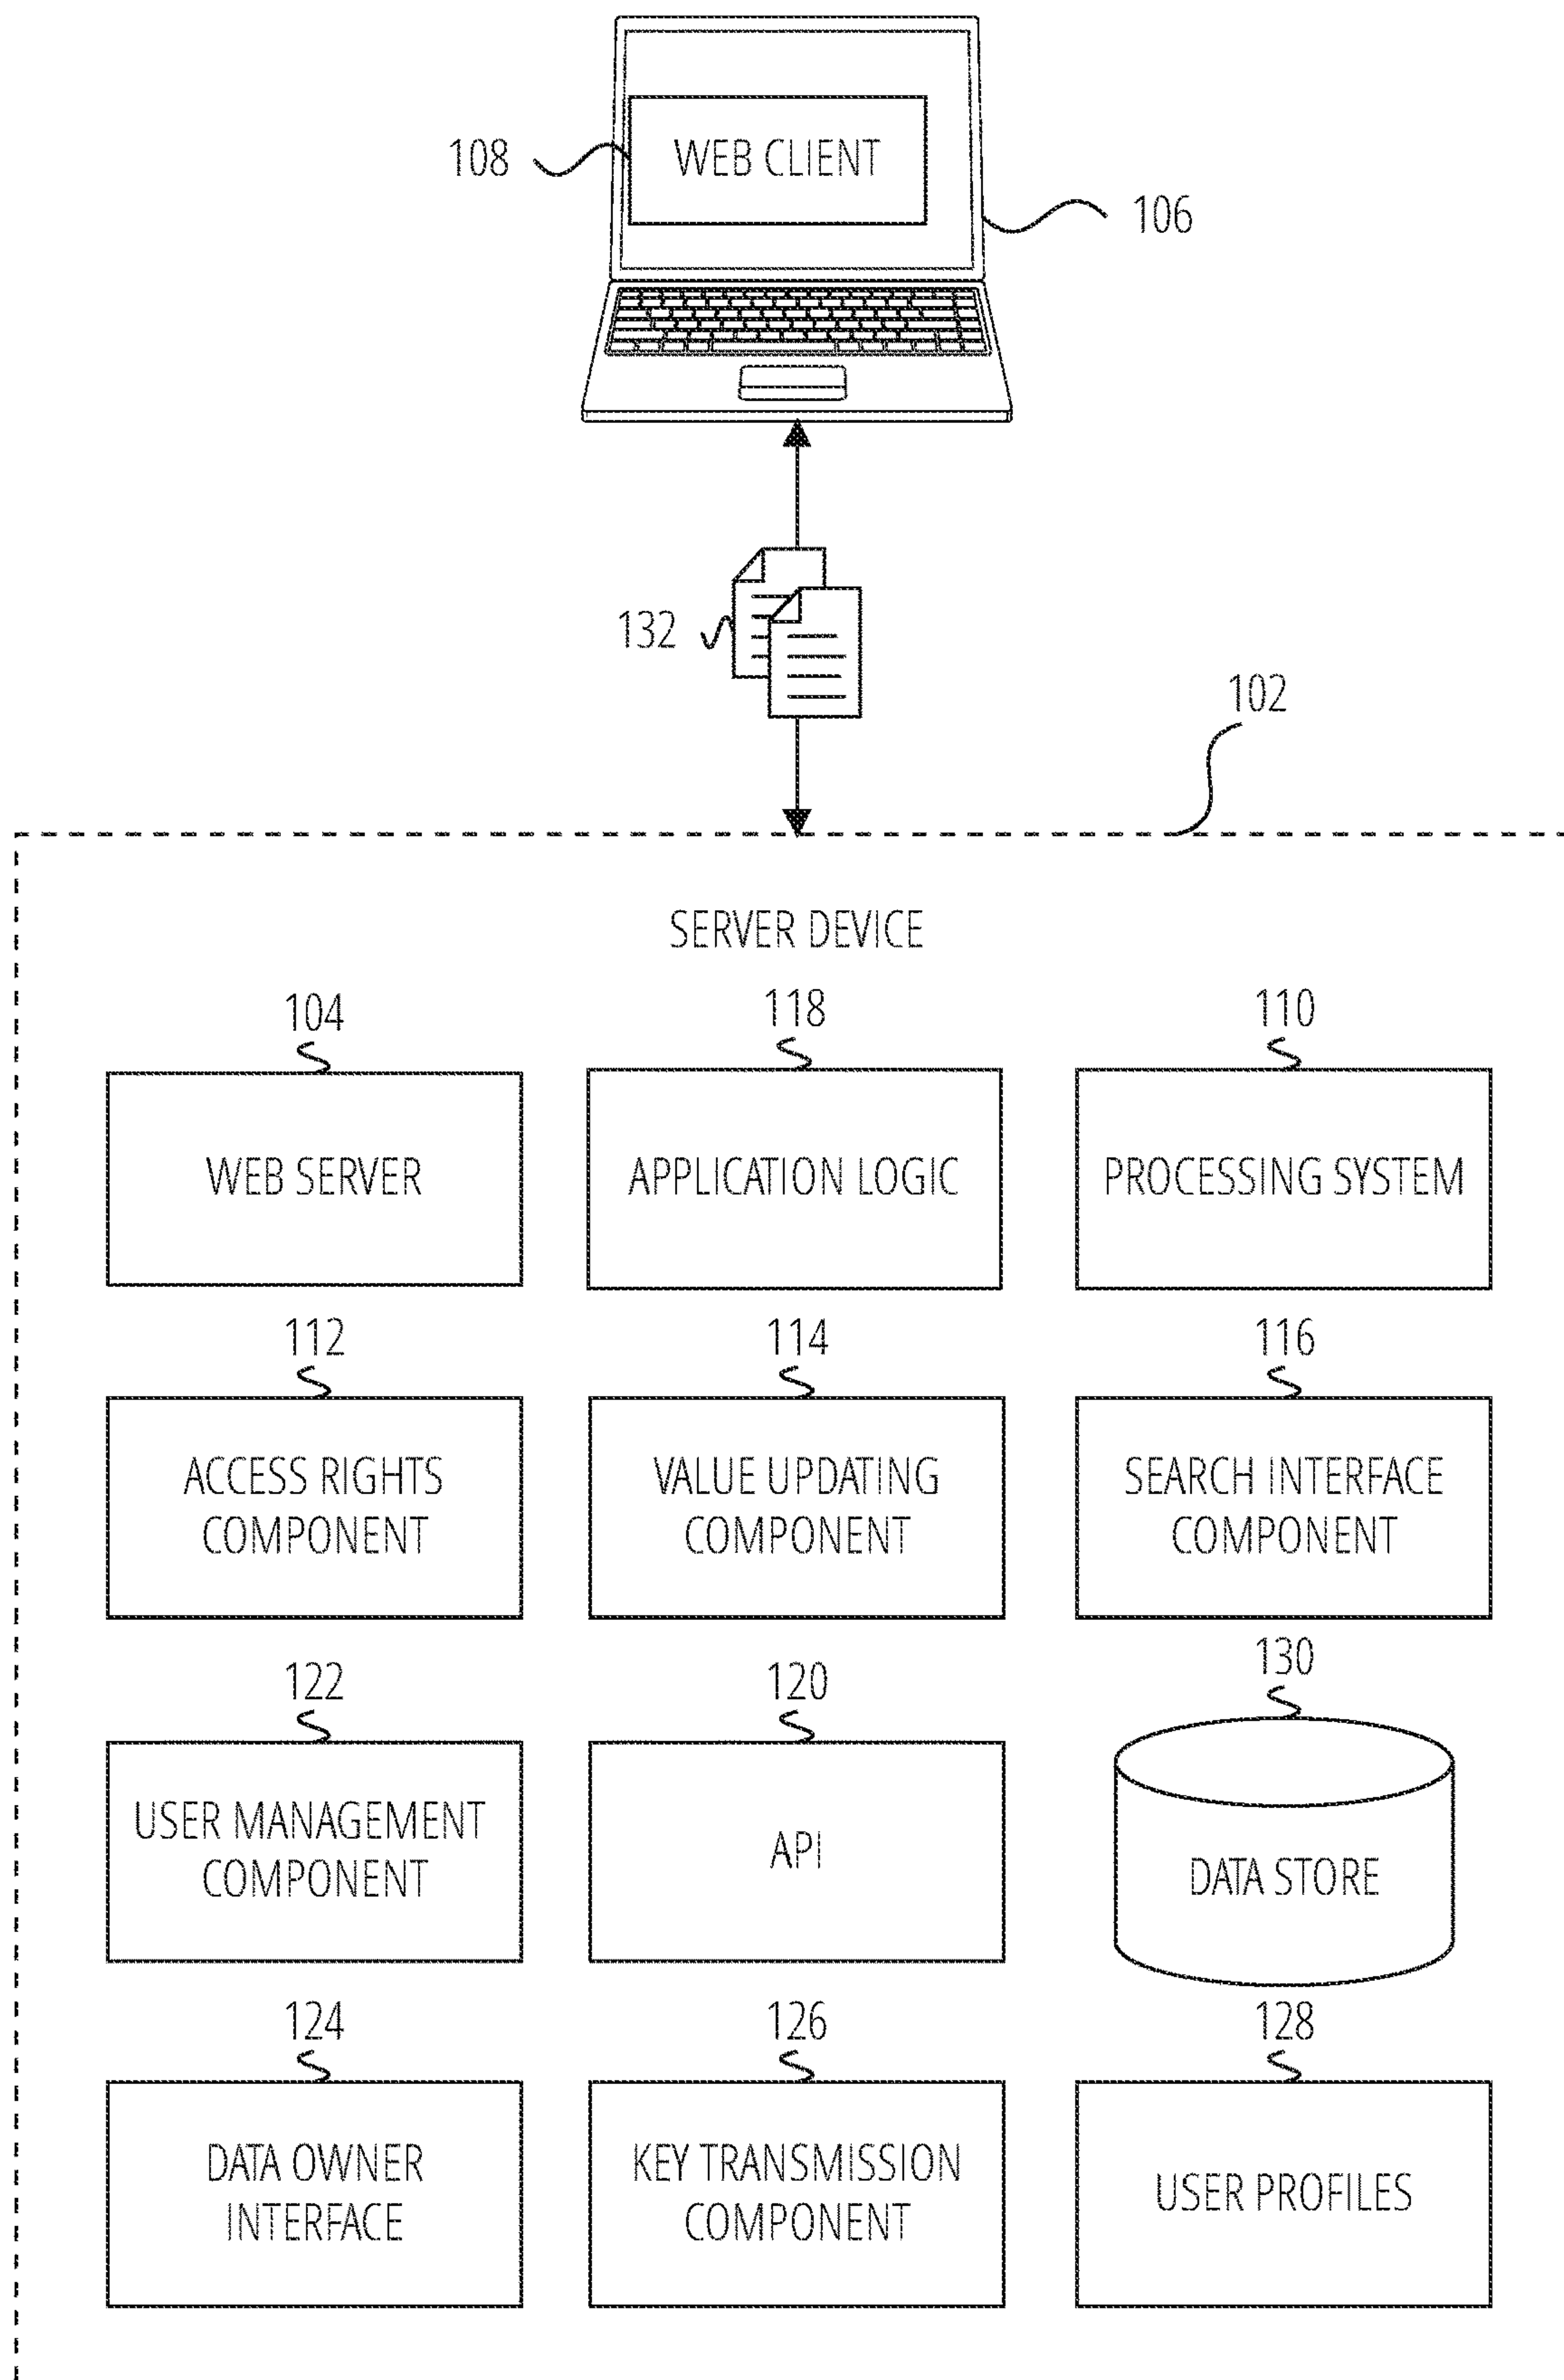 108
WEB CLIENT
106
132
102
SERVER DEVICE
104
118
110
WEB SERVER
APPLICATION LOGIC
PROCESSING SYSTEM
112
114
116
ACCESS RIGHTS
COMPONENT
VALUE UPDATING
COMPONENT
SEARCH INTERFACE
COMPONENT
122
120
130
USER MANAGEMENT
COMPONENT
API
DATA STORE
124
126
128
DATA OWNER
INTERFACE
KEY TRANSMISSION
COMPONENT
USER PROFILES